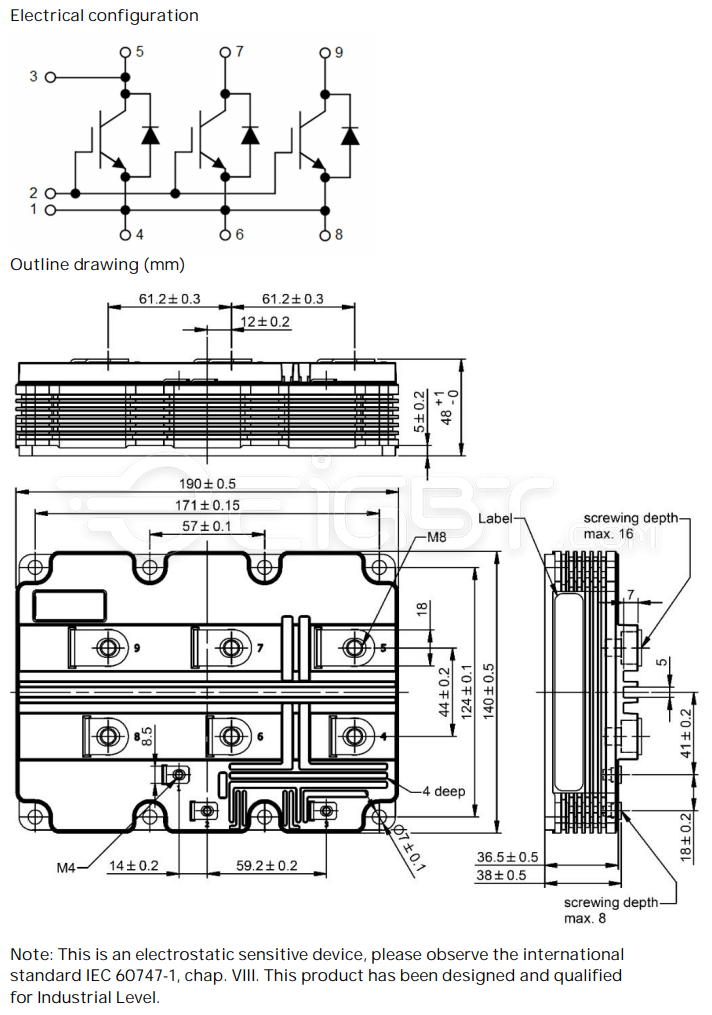 Electrical configuration
5 7 9
3
2
1
4 6 8
Outline drawing (mm)
61.2±0.3 61.2±0.3
12±0.2
5±0.2
48 +1 -0
190±0.5
171±0.15
57±0.1
EiGBT.com
Label
screwing depth
max. 16
M8
18
7
9 7 5
5
44±0.2
124±0.1
140±0.5
41±0.2
8 6 4
8.5
1
4 deep
2 3
Ø7±0.1
M4
14±0.2 59.2±0.2
18±0.2
36.5±0.5
38±0.5
screwing depth
max. 8
Note: This is an electrostatic sensitive device, please observe the international
standard IEC 60747-1, chap. VIII. This product has been designed and qualified
for Industrial Level.